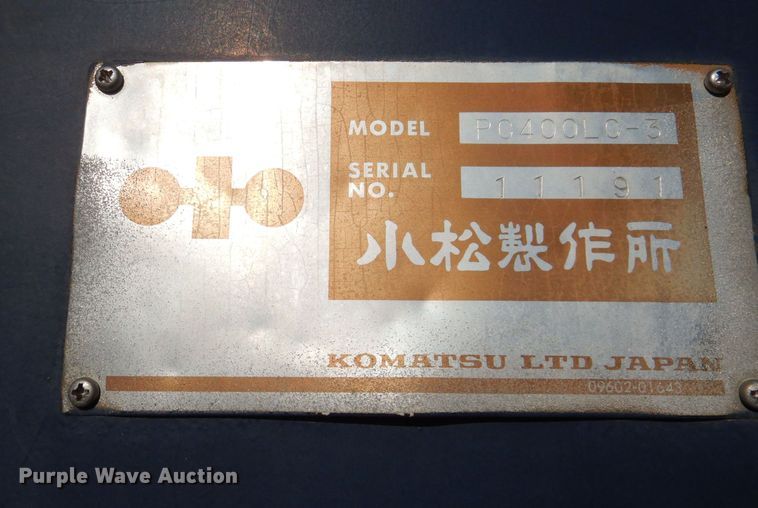 MODEL PC400LC-3
SERIAL NO. 11191
小松製作所
KOMATSU LTD JAPAN
09602-01643
Purple Wave Auction